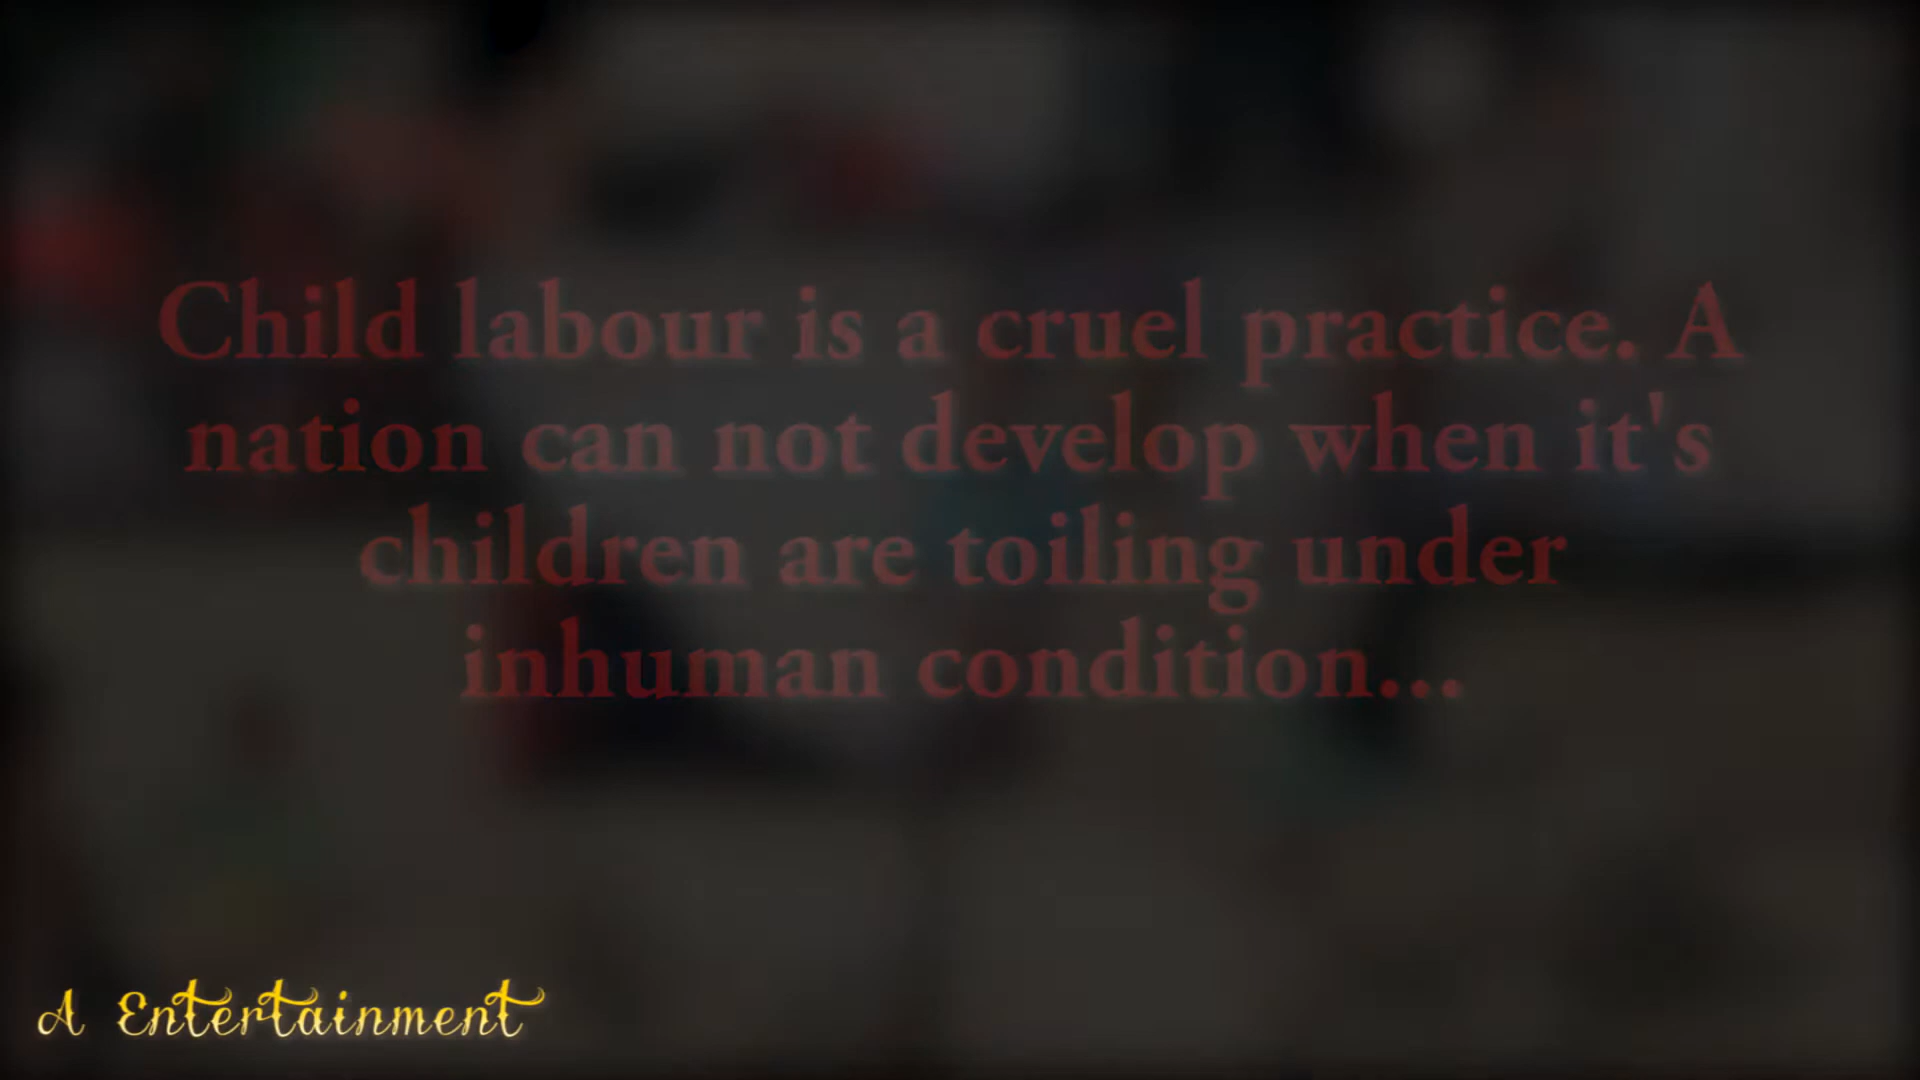 Child labour is a cruel practice. A
nation can not develop when it's
children are toiling under
inhuman condition...
A Entertainment